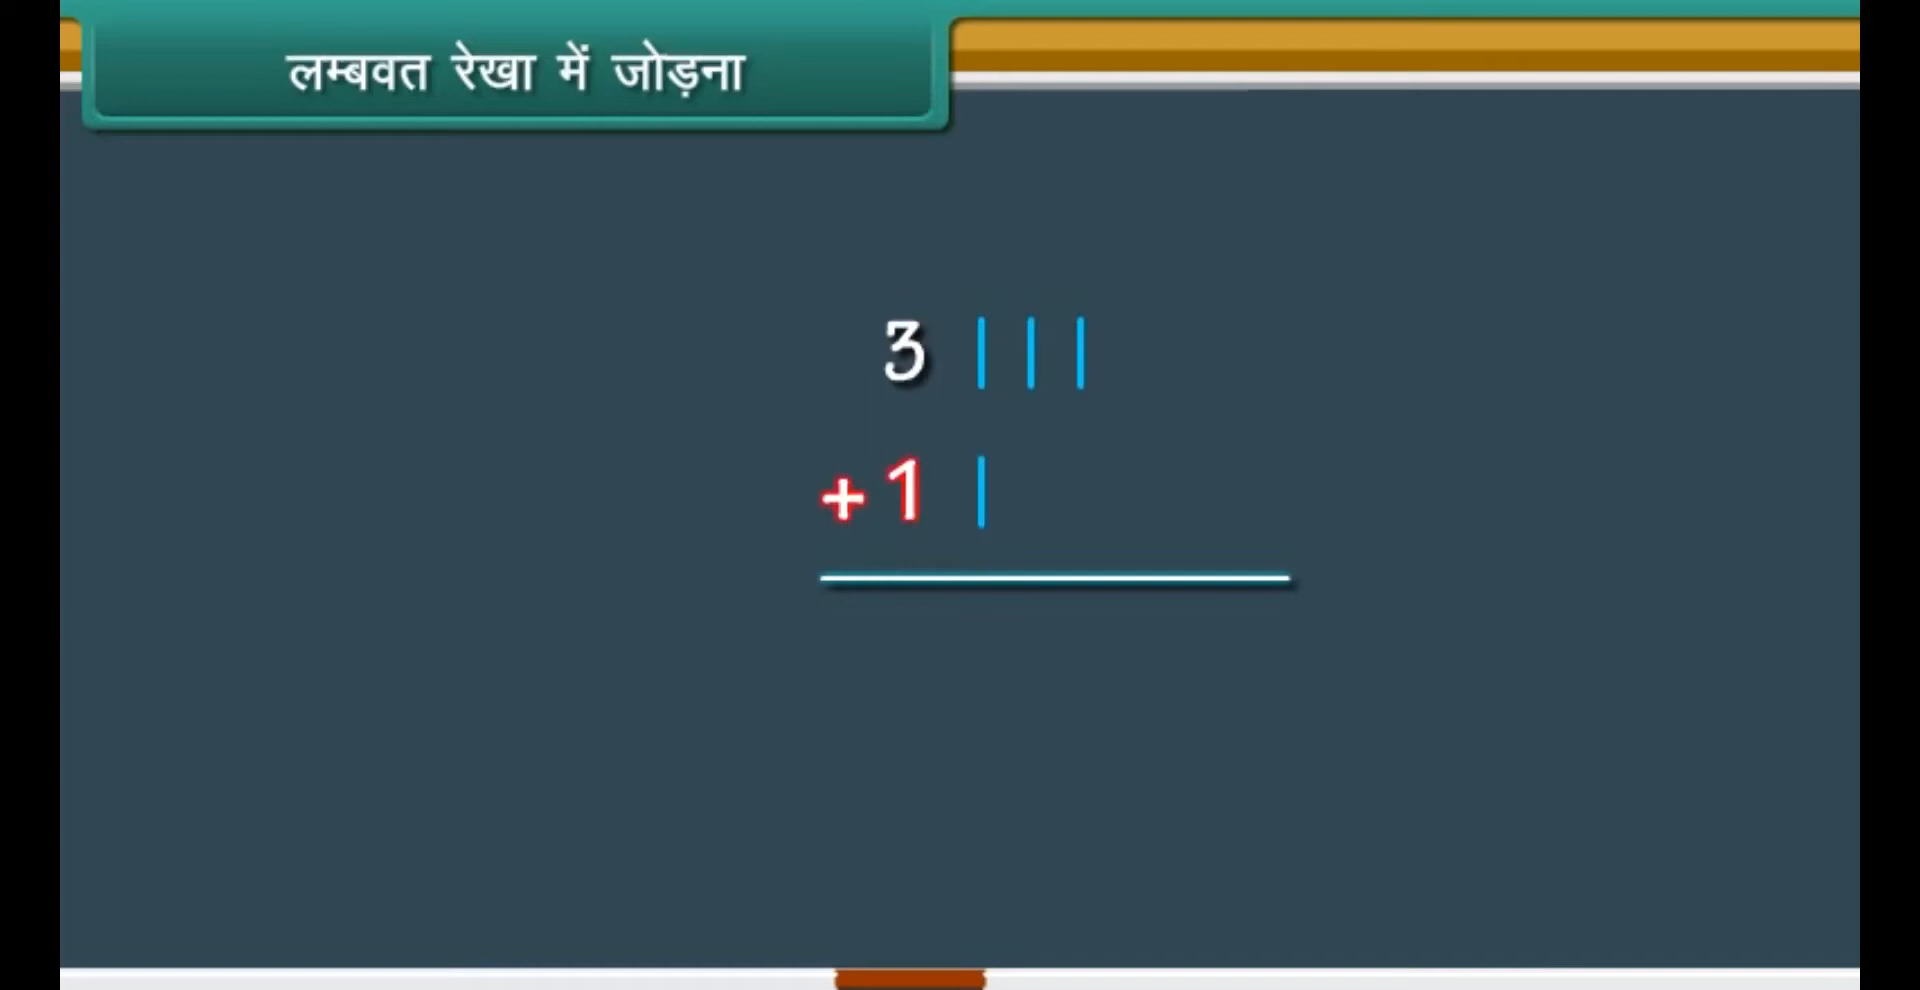 लम्बवत रेखा में जोड़ना
3 | | |
+ 1 |